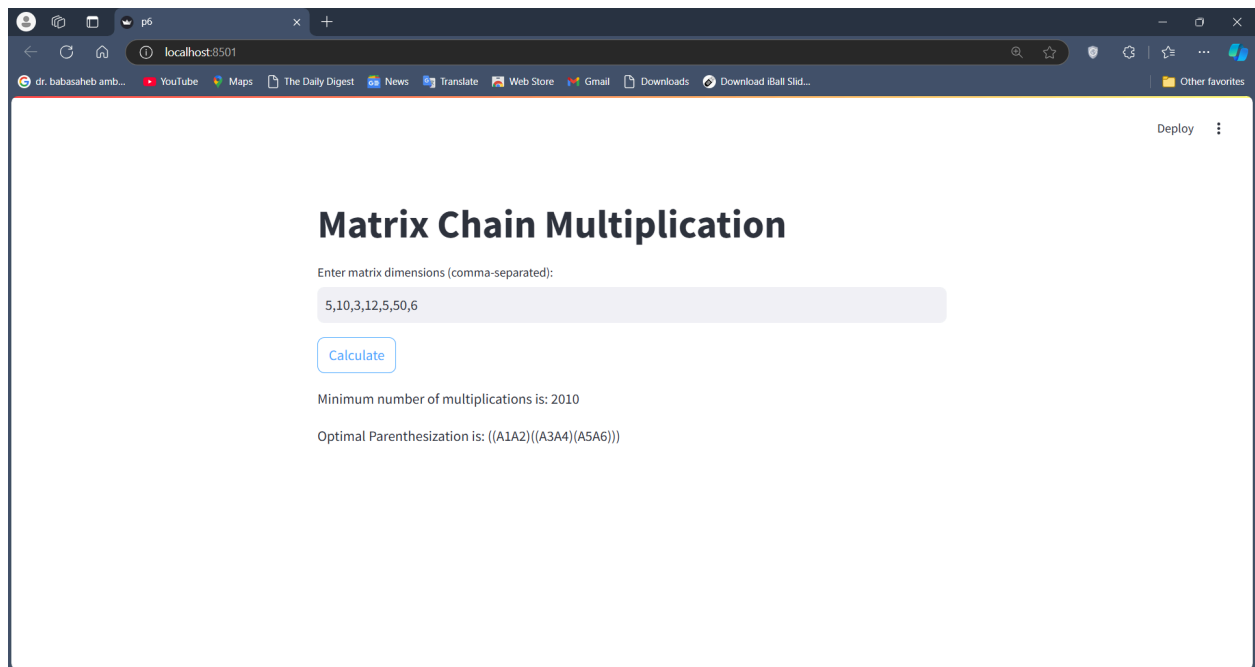 p6
localhost:8501
dr. babasaheb amb... YouTube Maps The Daily Digest News Translate Web Store Gmail Downloads Download iBall Slid... Other favorites
Deploy
Matrix Chain Multiplication
Enter matrix dimensions (comma-separated):
5,10,3,12,5,50,6
Calculate
Minimum number of multiplications is: 2010
Optimal Parenthesization is: ((A1A2)((A3A4)(A5A6)))